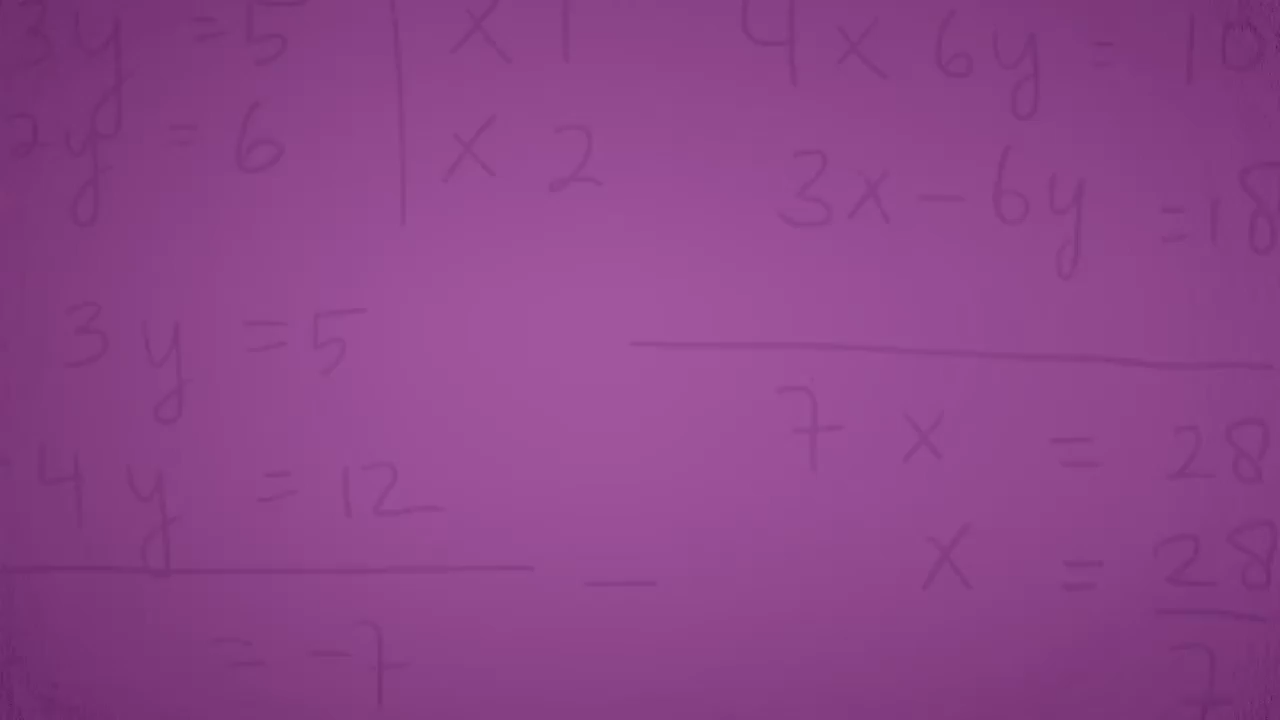 3y = 5 | x 1
2y = 6 | x 2
3y = 5
4y = 12
= -7
4x 6y = 10
3x - 6y = 18
7x = 28
x = 28
7